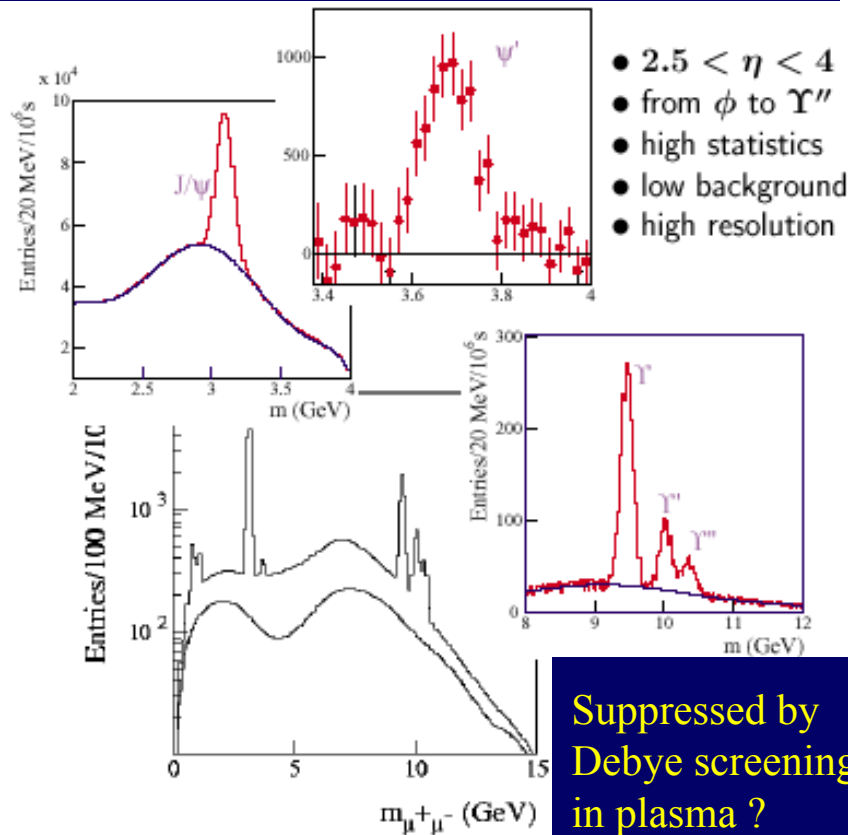 x 10⁴
10
8
6
4
2
Entries/20 MeV/10⁶s
J/ψ
2 2.5 3 3.5 4
m (GeV)
1000
500
0
ψ'
3.4 3.6 3.8 4
● 2.5 < η < 4
● from ϕ to Υ''
● high statistics
● low background
● high resolution
300
200
100
0
Entries/20 MeV/10⁶s
Υ
Υ'
Υ'''
8 9 10 11 12
m (GeV)
Entries/100 MeV/10
10³
10²
0 5 10 15
mμ+μ- (GeV)
Suppressed by
Debye screening
in plasma ?